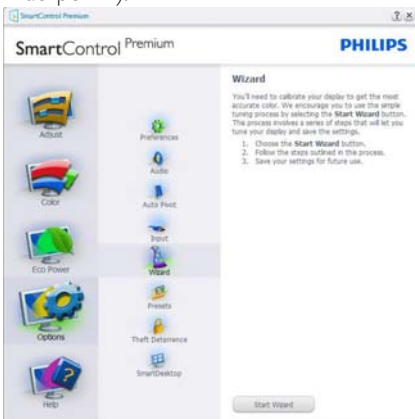 SmartControl Premium
SmartControl Premium
PHILIPS
Adjust
Color
Eco Power
Options
Help
Preferences
Audio
Auto Pivot
Input
Wizard
Presets
Theft Deterrence
SmartDesktop
Wizard
You'll need to calibrate your display to get the most
accurate color. We encourage you to use the simple
tuning process by selecting the Start Wizard button.
This process involves a series of steps that will let you
tune your display and save the settings.
1. Choose the Start Wizard button.
2. Follow the steps outlined in this process.
3. Save your settings for future use.
Start Wizard